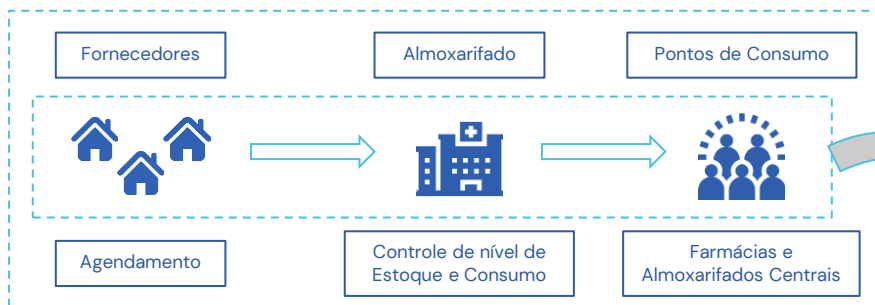 Fornecedores
Almoxarifado
Pontos de Consumo
Agendamento
Controle de nível de
Estoque e Consumo
Farmácias e
Almoxarifados Centrais